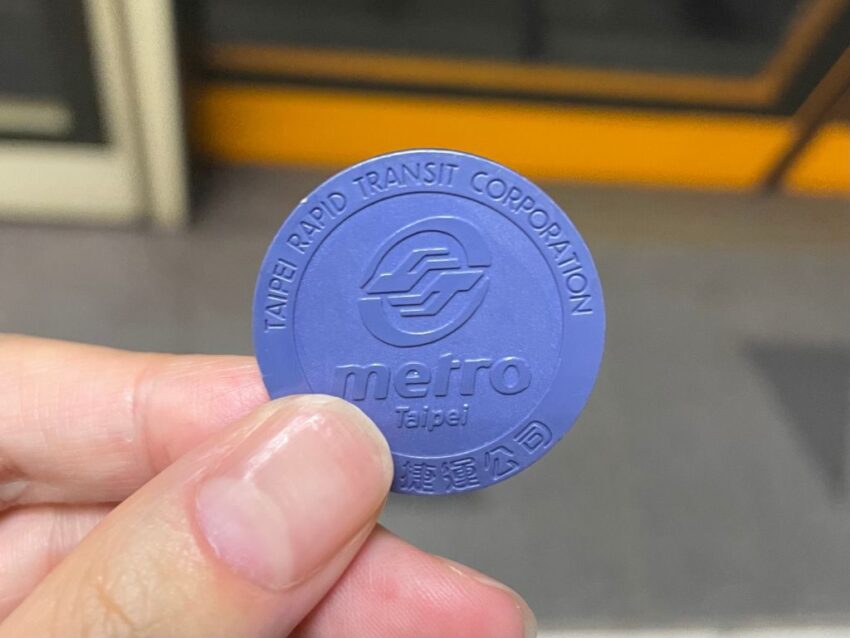 TAIPEI RAPID TRANSIT CORPORATION
metro
Taipei
捷運公司